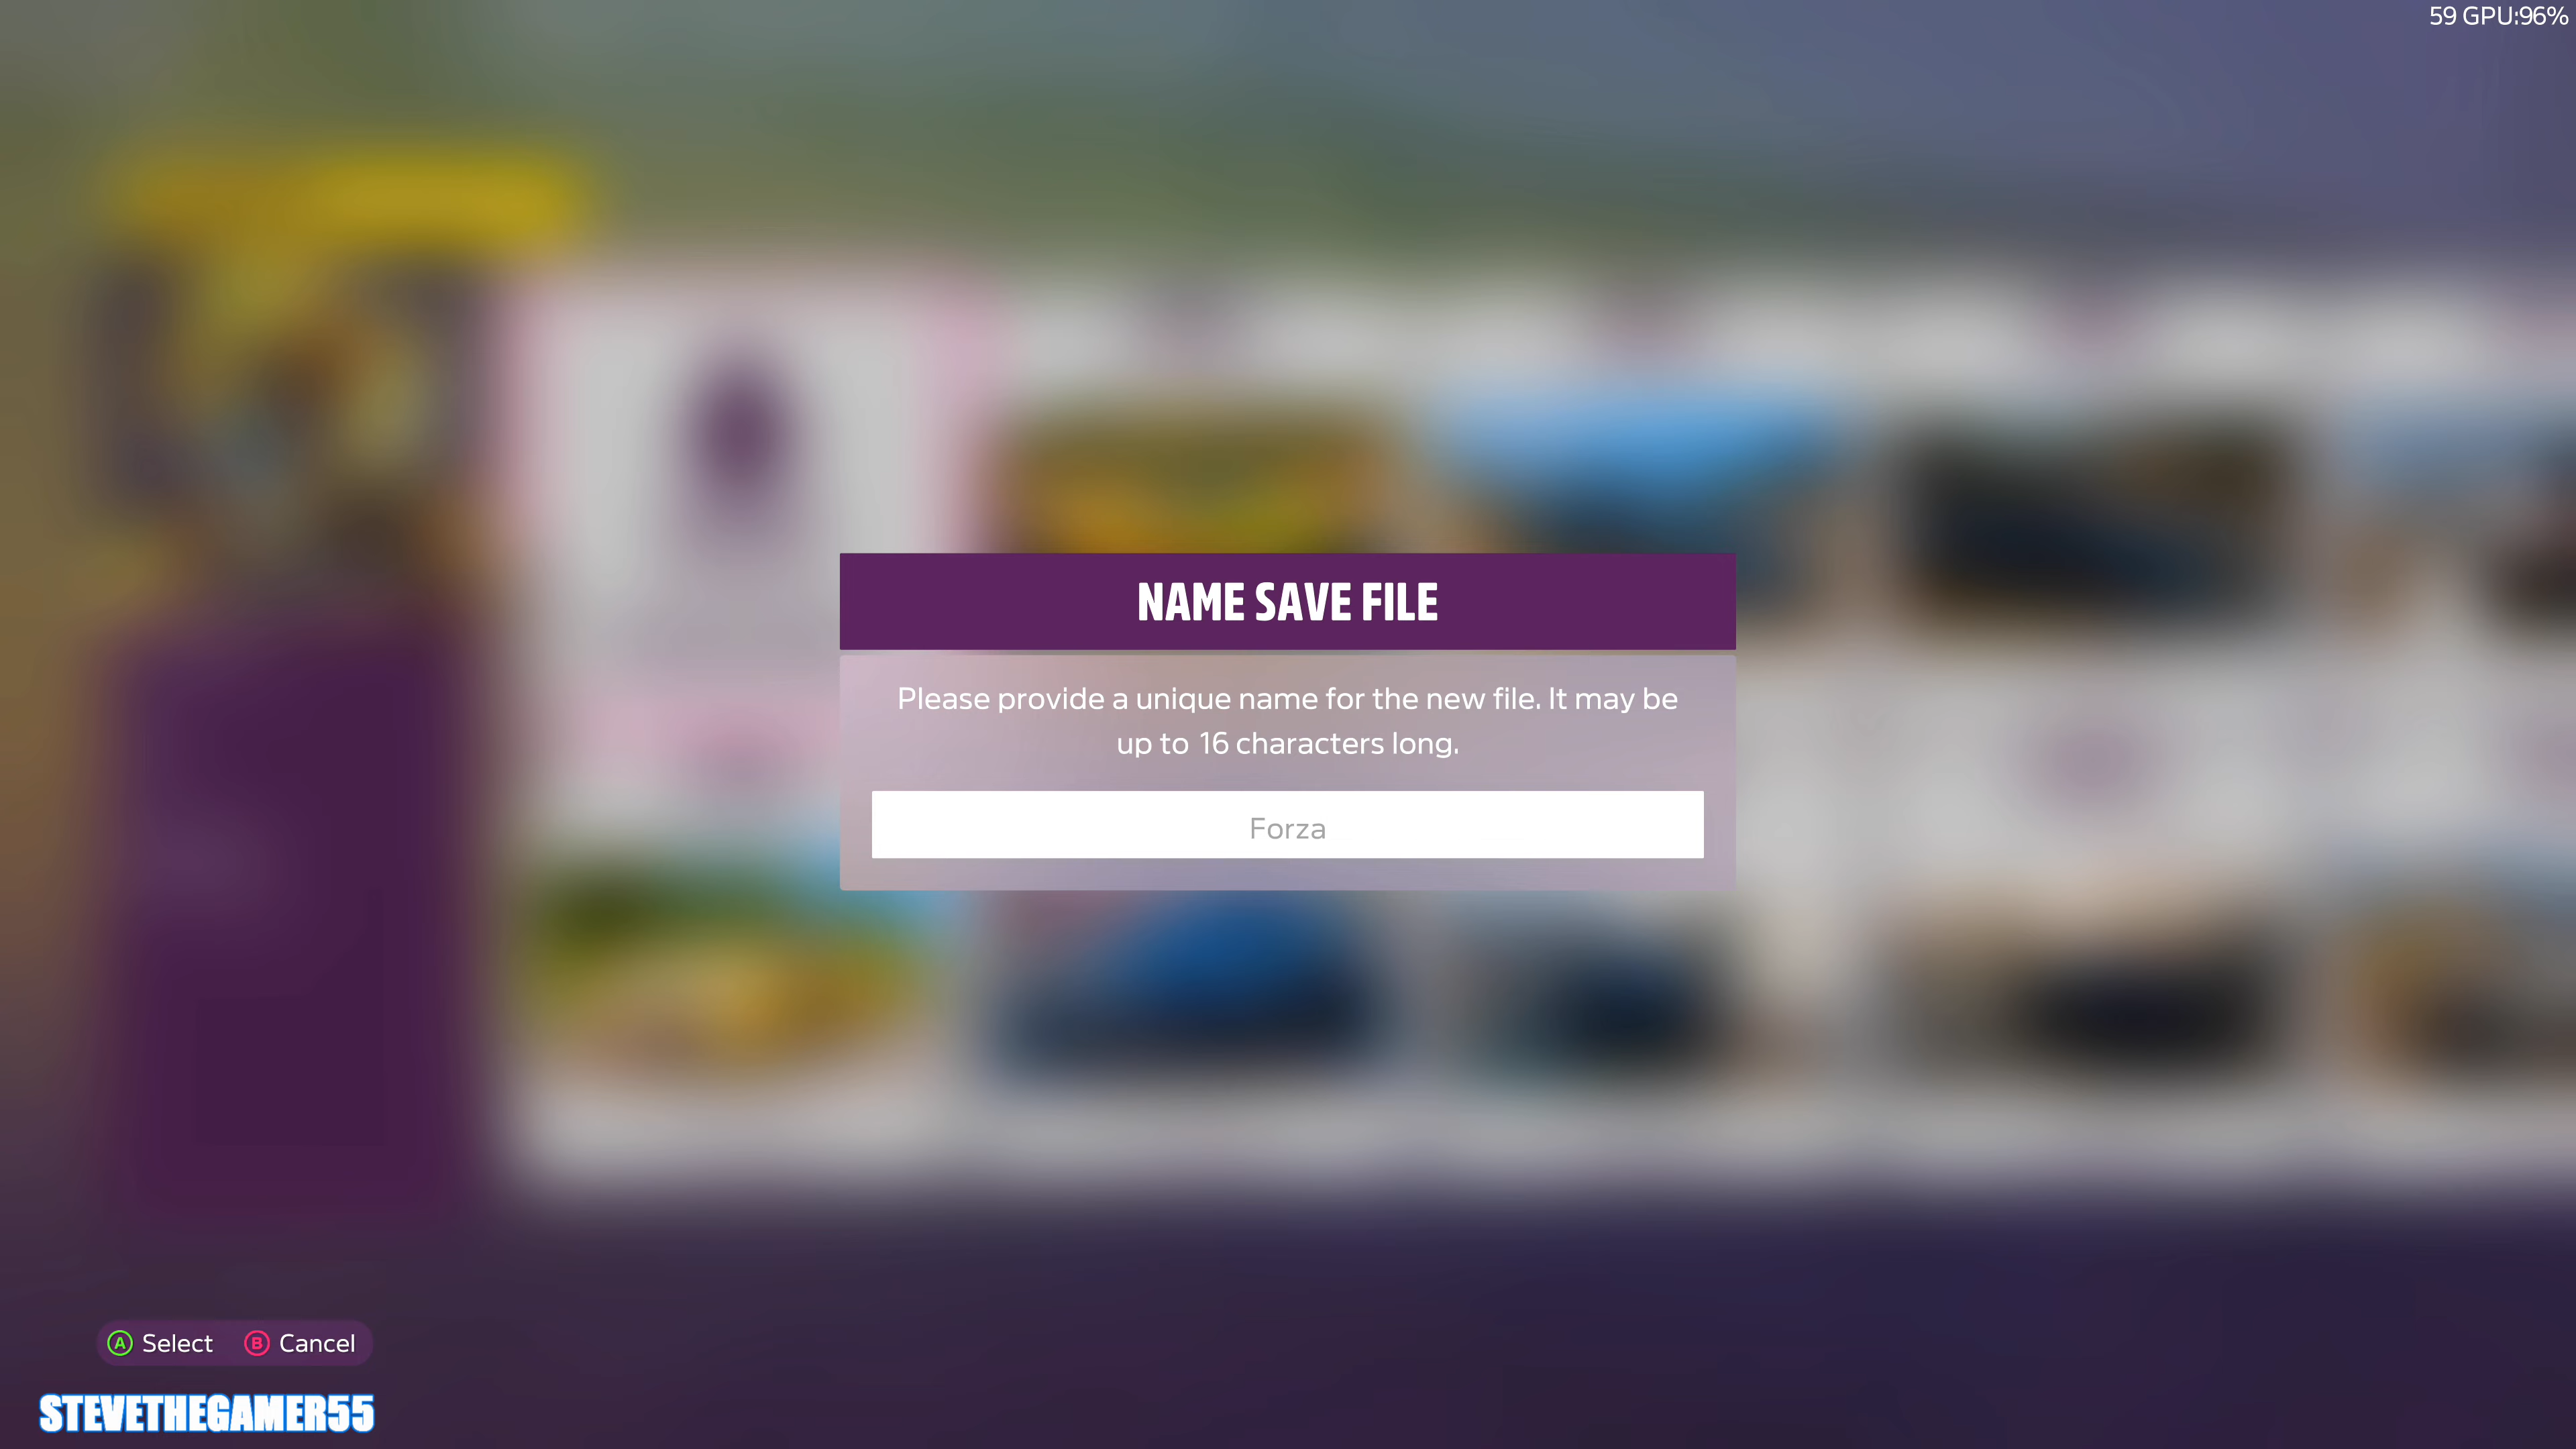 59 GPU:96%
NAME SAVE FILE
Please provide a unique name for the new file. It may be
up to 16 characters long.
Forza
A Select B Cancel
STEVETHEGAMER55